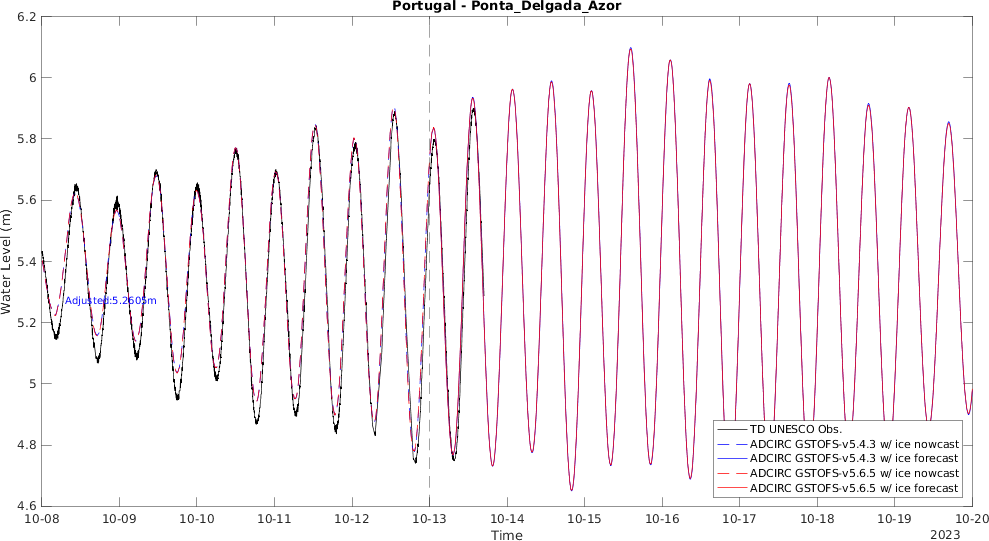 Portugal - Ponta_Delgada_Azor
6.2
6
5.8
5.6
5.4
5.2
5
4.8
4.6
Water Level (m)
Adjusted:5.2605m
TD UNESCO Obs.
ADCIRC GSTOFS-v5.4.3 w/ ice nowcast
ADCIRC GSTOFS-v5.4.3 w/ ice forecast
ADCIRC GSTOFS-v5.6.5 w/ ice nowcast
ADCIRC GSTOFS-v5.6.5 w/ ice forecast
10-08 10-09 10-10 10-11 10-12 10-13 10-14 10-15 10-16 10-17 10-18 10-19 10-20
Time
2023